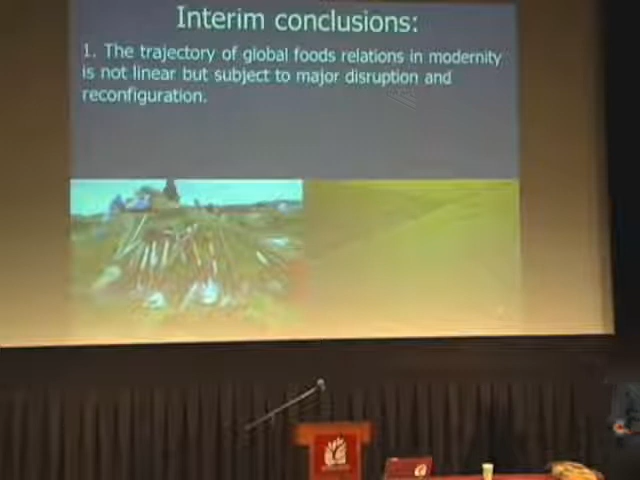 Interim conclusions:
1. The trajectory of global foods relations in modernity
is not linear but subject to major disruption and
reconfiguration.